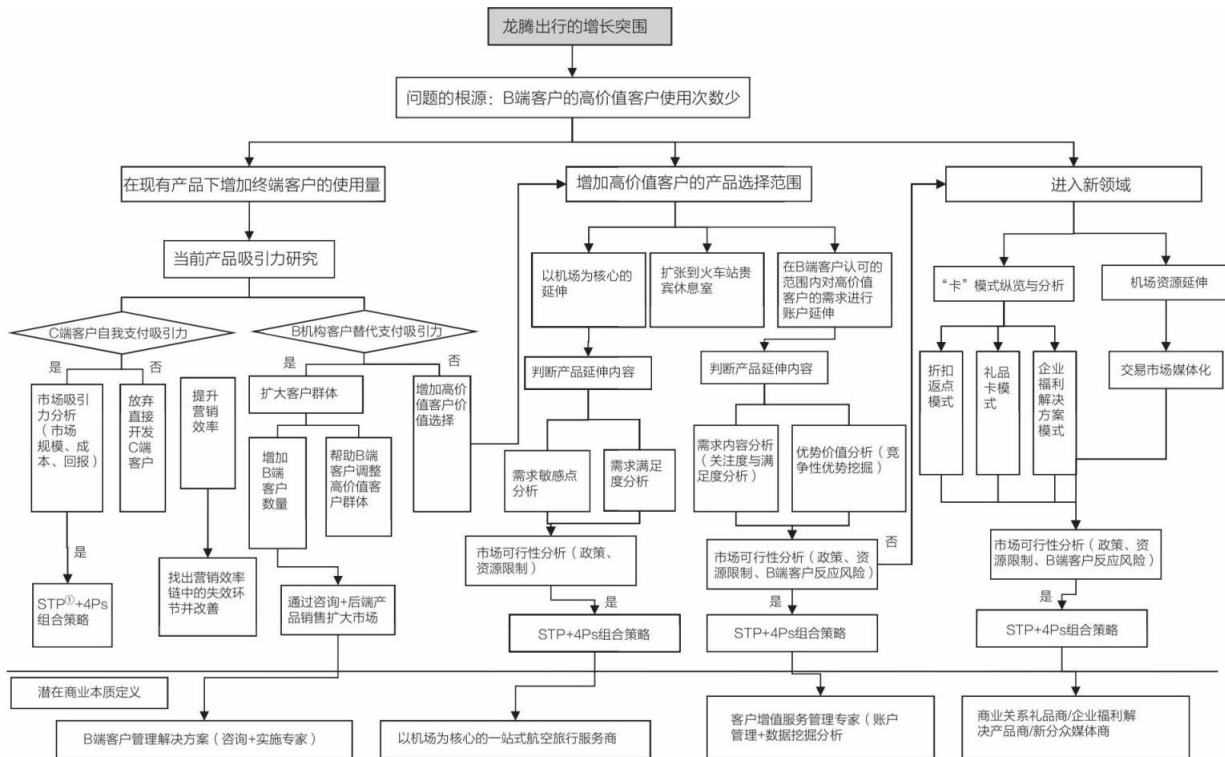 龙腾出行的增长突围
问题的根源：B端客户的高价值客户使用次数少
在现有产品下增加终端客户的使用量
增加高价值客户的产品选择范围
进入新领域
当前产品吸引力研究
以机场为核心的
延伸
扩张到火车站贵
宾休息室
在B端客户认可的
范围内对高价值
客户的需求进行
账户延伸
“卡”模式纵览与分析
机场资源延伸
C端客户自我支付吸引力
B机构客户替代支付吸引力
是
否
是
否
市场吸引
力分析
（市场
规模、成
本、回报）
放弃
直接
开发
C端
客户
提升
营销
效率
扩大客户群体
增加高价
值客户价
值选择
增加
B端
客户
数量
帮助B端
客户调整
高价值客
户群体
判断产品延伸内容
判断产品延伸内容
折扣
返点
模式
礼品
卡模
式
企业
福利
解决
方案
模式
交易市场媒体化
需求敏感点
分析
需求满足
度分析
需求内容分析
（关注度与满
足度分析）
优势价值分析（竞
争性优势挖掘）
是
市场可行性分析（政策、
资源限制）
市场可行性分析（政策、资
源限制、B端客户反应风险）
否
市场可行性分析（政策、资
源限制、B端客户反应风险）
STP①+4Ps
组合策略
找出营销效率
链中的失效环
节并改善
通过咨询+后端产
品销售扩大市场
是
STP+4Ps组合策略
是
STP+4Ps组合策略
是
STP+4Ps组合策略
潜在商业本质定义
B端客户管理解决方案（咨询+实施专家）
以机场为核心的一站式航空旅行服务商
客户增值服务管理专家（账户
管理+数据挖掘分析
商业关系礼品商/企业福利解
决产品商/新分众媒体商